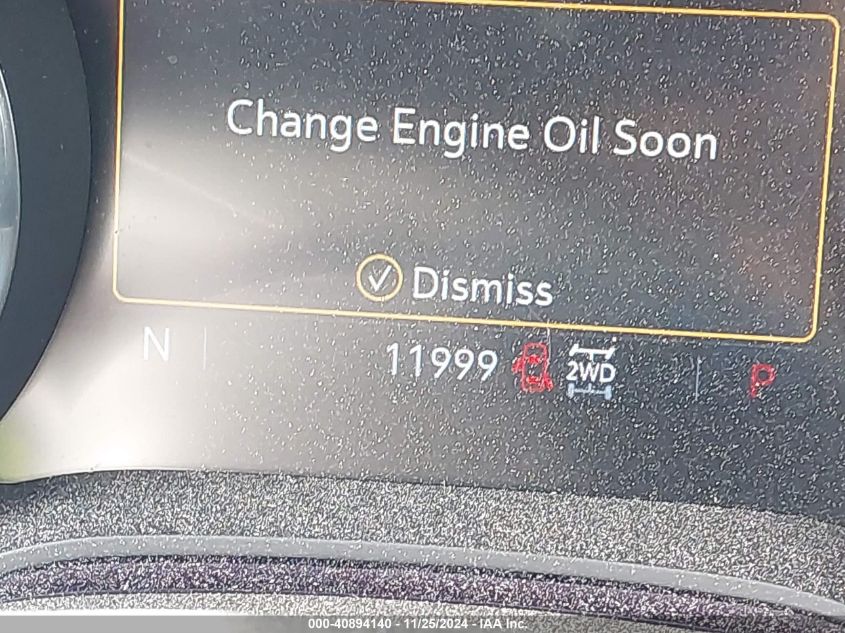 Change Engine Oil Soon
Dismiss
N 11999 2WD P
000-40894140 - 11/25/2024 - IAA Inc.